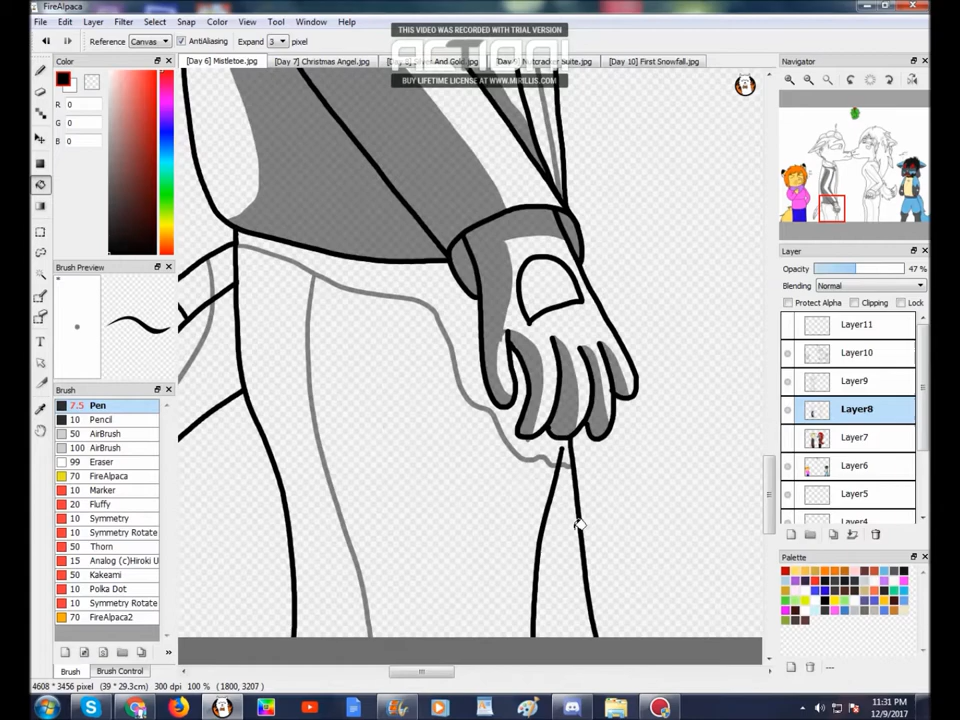 FireAlpaca
File Edit Layer Filter Select Snap Color View Tool Window Help
THIS VIDEO WAS RECORDED WITH TRIAL VERSION
Reference Canvas AntiAliasing Expand 3 pixel
BUY LIFETIME LICENSE AT WWW.MIRILLIS.COM
Color
[Day 6] Mistletoe.jpg [Day 7] Christmas Angel.jpg And Gold.jpg Nutcracker Suite.jpg [Day 10] First Snowfall.jpg
R 0
G 0
B 0
Navigator
Layer
Opacity 47 %
Blending Normal
Protect Alpha Clipping Lock
Layer11
Layer10
Layer9
Layer8
Layer7
Layer6
Layer5
Layer4
Brush Preview
Brush
7.5 Pen
10 Pencil
50 AirBrush
100 AirBrush
99 Eraser
70 FireAlpaca
10 Marker
20 Fluffy
10 Symmetry
10 Symmetry Rotate
50 Thorn
15 Analog (c)Hiroki U
50 Kakeami
10 Polka Dot
10 Symmetry Rotate
70 FireAlpaca2
Palette
---
Brush Brush Control
4608 * 3456 pixel (39 * 29.3cm) 300 dpi 100 % (1800, 3207)
11:31 PM
12/9/2017